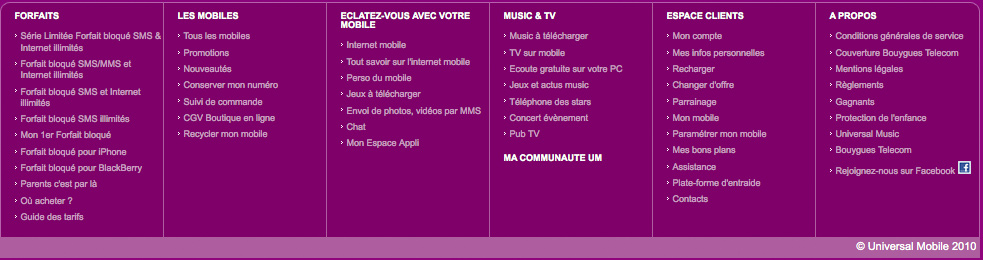 FORFAITS
Série Limitée Forfait bloqué SMS &
Internet illimités
Forfait bloqué SMS/MMS et
Internet illimités
Forfait bloqué SMS et Internet
illimités
Forfait bloqué SMS illimités
Mon 1er Forfait bloqué
Forfait bloqué pour iPhone
Forfait bloqué pour BlackBerry
Parents c'est par là
Où acheter ?
Guide des tarifs
LES MOBILES
Tous les mobiles
Promotions
Nouveautés
Conserver mon numéro
Suivi de commande
CGV Boutique en ligne
Recycler mon mobile
ECLATEZ-VOUS AVEC VOTRE
MOBILE
Internet mobile
Tout savoir sur l'internet mobile
Perso du mobile
Jeux à télécharger
Envoi de photos, vidéos par MMS
Chat
Mon Espace Appli
MUSIC & TV
Music à télécharger
TV sur mobile
Ecoute gratuite sur votre PC
Jeux et actus music
Téléphone des stars
Concert évènement
Pub TV
MA COMMUNAUTE UM
ESPACE CLIENTS
Mon compte
Mes infos personnelles
Recharger
Changer d'offre
Parrainage
Mon mobile
Paramétrer mon mobile
Mes bons plans
Assistance
Plate-forme d'entraide
Contacts
A PROPOS
Conditions générales de service
Couverture Bouygues Telecom
Mentions légales
Règlements
Gagnants
Protection de l'enfance
Universal Music
Bouygues Telecom
Rejoignez-nous sur Facebook f
© Universal Mobile 2010